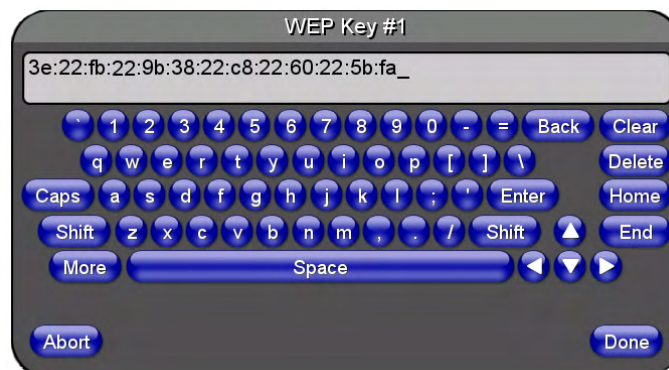 WEP Key #1
3e:22:fb:22:9b:38:22:c8:22:60:22:5b:fa_
` 1 2 3 4 5 6 7 8 9 0 - = Back Clear
q w e r t y u i o p [ ] \ Delete
Caps a s d f g h j k l ; ' Enter Home
Shift z x c v b n m , . / Shift End
More Space
Abort Done